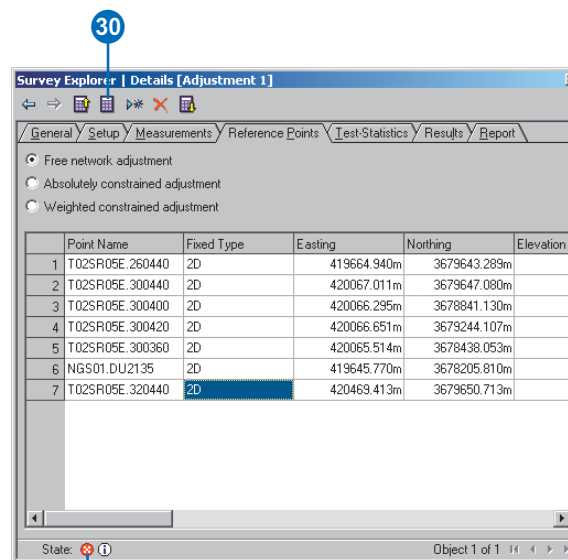 30
Survey Explorer | Details [Adjustment 1]
General Setup Measurements Reference Points Test-Statistics Results Report
Free network adjustment
Absolutely constrained adjustment
Weighted constrained adjustment
Point Name Fixed Type Easting Northing Elevation
1 T02SR05E.260440 2D 419664.940m 3679643.289m
2 T02SR05E.300440 2D 420067.011m 3679647.080m
3 T02SR05E.300400 2D 420066.295m 3678841.130m
4 T02SR05E.300420 2D 420066.651m 3679244.107m
5 T02SR05E.300360 2D 420065.514m 3678438.053m
6 NGS01.DU2135 2D 419645.770m 3678205.810m
7 T02SR05E.320440 2D 420469.413m 3679650.713m
State: Object 1 of 1